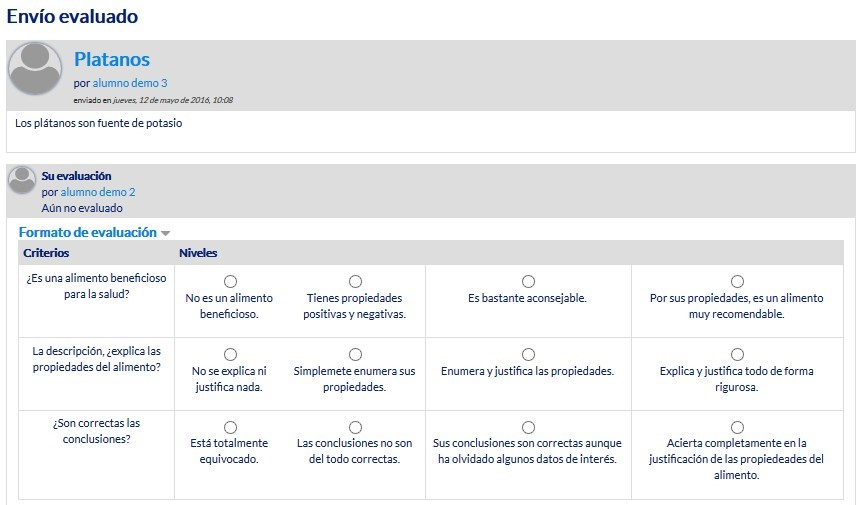 Envío evaluado
Platanos
por alumno demo 3
enviado en jueves, 12 de mayo de 2016, 10:08
Los plátanos son fuente de potasio
Su evaluación
por alumno demo 2
Aún no evaluado
Formato de evaluación
Criterios Niveles
¿Es una alimento beneficioso
para la salud?
No es un alimento
beneficioso.
Tienes propiedades
positivas y negativas.
Es bastante aconsejable.
Por sus propiedades, es un alimento
muy recomendable.
La descripción, ¿explica las
propiedades del alimento?
No se explica ni
justifica nada.
Simplemete enumera sus
propiedades.
Enumera y justifica las propiedades.
Explica y justifica todo de forma
rigurosa.
¿Son correctas las
conclusiones?
Está totalmente
equivocado.
Las conclusiones no son
del todo correctas.
Sus conclusiones son correctas aunque
ha olvidado algunos datos de interés.
Acierta completamente en la
justificación de las propiedeades del
alimento.